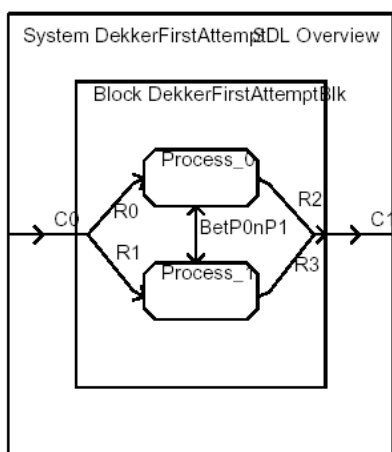 System DekkerFirstAttempt SDL Overview
Block DekkerFirstAttemptBlk
Process_0
C0
R0
R2
C1
BetP0nP1
R1
R3
Process_1